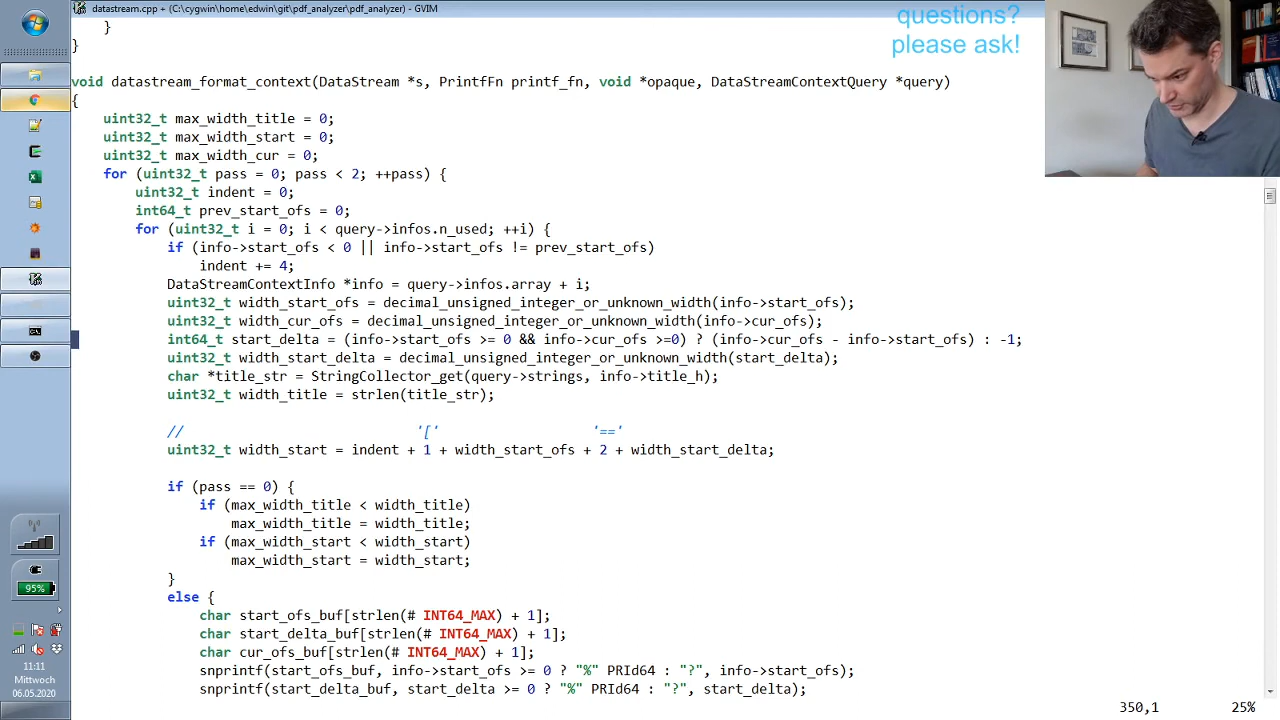 datastream.cpp + (C:\cygwin\home\edwin\git\pdf_analyzer\pdf_analyzer) - GVIM
questions?
please ask!
    }
}
void datastream_format_context(DataStream *s, PrintfFn printf_fn, void *opaque, DataStreamContextQuery *query)
{
    uint32_t max_width_title = 0;
    uint32_t max_width_start = 0;
    uint32_t max_width_cur = 0;
    for (uint32_t pass = 0; pass < 2; ++pass) {
        uint32_t indent = 0;
        int64_t prev_start_ofs = 0;
        for (uint32_t i = 0; i < query->infos.n_used; ++i) {
            if (info->start_ofs < 0 || info->start_ofs != prev_start_ofs)
                indent += 4;
            DataStreamContextInfo *info = query->infos.array + i;
            uint32_t width_start_ofs = decimal_unsigned_integer_or_unknown_width(info->start_ofs);
            uint32_t width_cur_ofs = decimal_unsigned_integer_or_unknown_width(info->cur_ofs);
            int64_t start_delta = (info->start_ofs >= 0 && info->cur_ofs >=0) ? (info->cur_ofs - info->start_ofs) : -1;
            uint32_t width_start_delta = decimal_unsigned_integer_or_unknown_width(start_delta);
            char *title_str = StringCollector_get(query->strings, info->title_h);
            uint32_t width_title = strlen(title_str);
            //                             '['                   '=='
            uint32_t width_start = indent + 1 + width_start_ofs + 2 + width_start_delta;
            if (pass == 0) {
                if (max_width_title < width_title)
                    max_width_title = width_title;
                if (max_width_start < width_start)
                    max_width_start = width_start;
            }
            else {
                char start_ofs_buf[strlen(# INT64_MAX) + 1];
                char start_delta_buf[strlen(# INT64_MAX) + 1];
                char cur_ofs_buf[strlen(# INT64_MAX) + 1];
                snprintf(start_ofs_buf, info->start_ofs >= 0 ? "%" PRId64 : "?", info->start_ofs);
                snprintf(start_delta_buf, start_delta >= 0 ? "%" PRId64 : "?", start_delta);
350,1 25%
95%
11:11
Mittwoch
06.05.2020